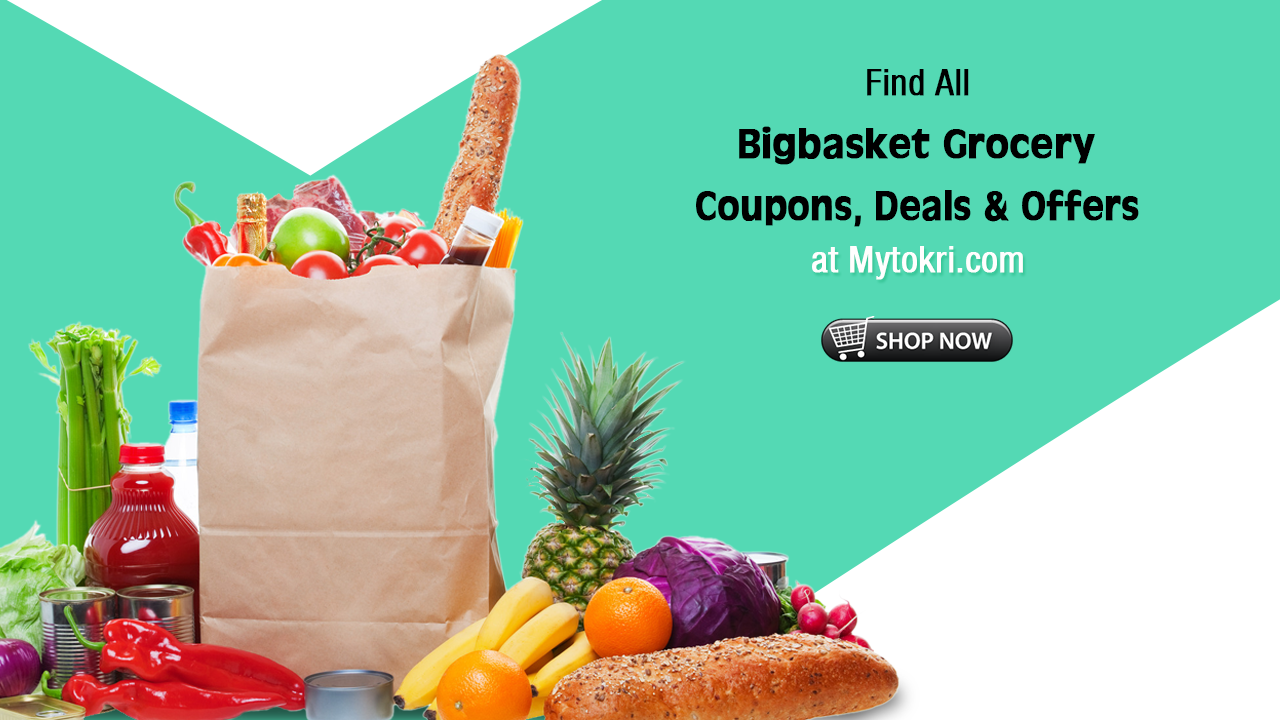 Find All
Bigbasket Grocery
Coupons, Deals & Offers
at Mytokri.com
SHOP NOW